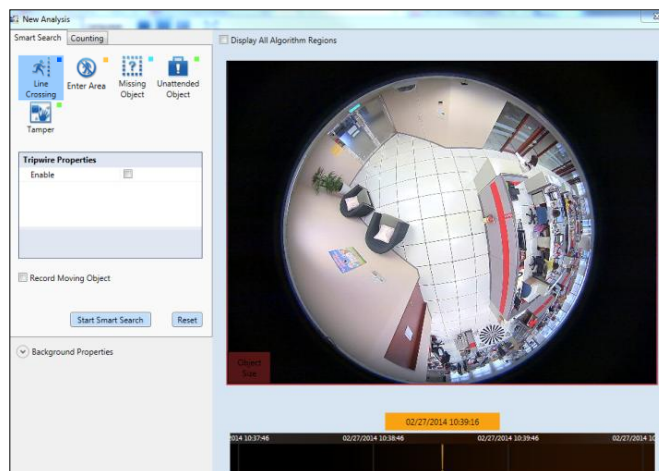 New Analysis
Smart Search
Counting
Display All Algorithm Regions
Line
Crossing
Enter Area
Missing
Object
Unattended
Object
Tamper
Tripwire Properties
Enable
Record Moving Object
Start Smart Search
Reset
Background Properties
Object
Size
02/27/2014 10:39:16
2014 10:37:46
02/27/2014 10:38:46
02/27/2014 10:39:46
02/27/2014 10